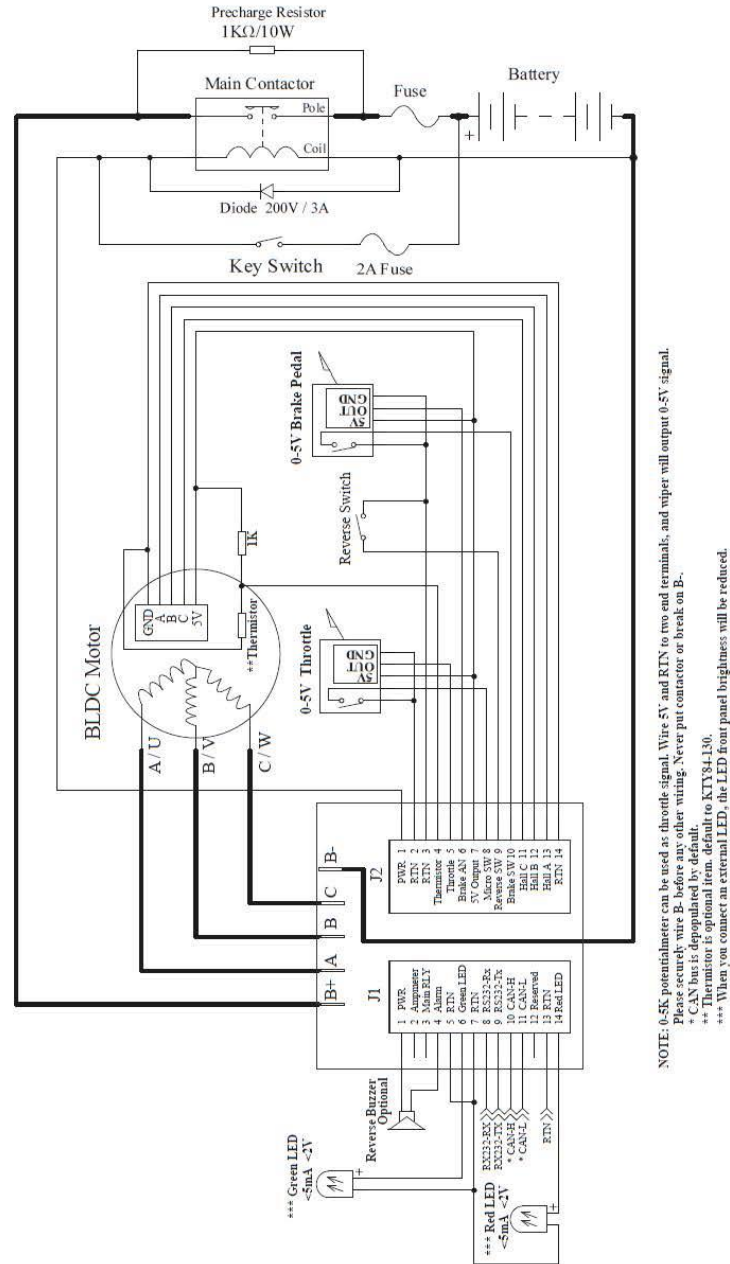 Precharge Resistor
1KΩ/10W
Main Contactor
Pole
Coil
Fuse
Battery
+
Diode 200V / 3A
Key Switch
2A Fuse
BLDC Motor
GND
A
B
C
5V
1K
**Thermistor
A / U
B / V
C / W
0-5V Brake Pedal
GND
OUT
5V
Reverse Switch
0-5V Throttle
GND
OUT
5V
B+
A
B
C
B-
J2
PWR 1
RTN 2
RTN 3
Thermistor 4
Throttle 5
Brake AN 6
5V Output 7
Micro SW 8
Reverse SW 9
Brake SW 10
Hall C 11
Hall B 12
Hall A 13
RTN 14
J1
1 PWR
2 Ampmeter
3 Main RLY
4 Alarm
5 RTN
6 Green LED
7 RTN
8 RS232-Rx
9 RS232-Tx
10 CAN-H
11 CAN-L
12 Reserved
13 RTN
14 Red LED
Reverse Buzzer
Optional
*** Green LED
<5mA <2V
+
RX232-RX
RX232-TX
* CAN-H
* CAN-L
RTN
*** Red LED
<5mA <2V
+
NOTE: 0-5K potentialmeter can be used as throttle signal. Wire 5V and RTN to two end terminals, and wiper will output 0-5V signal.
Please securely wire B- before any other wiring. Never put contactor or break on B-.
* CAN bus is depopulated by default.
** Thermistor is optional item. default to KTY84-130.
*** When you connect an external LED, the LED front panel brightness will be reduced.